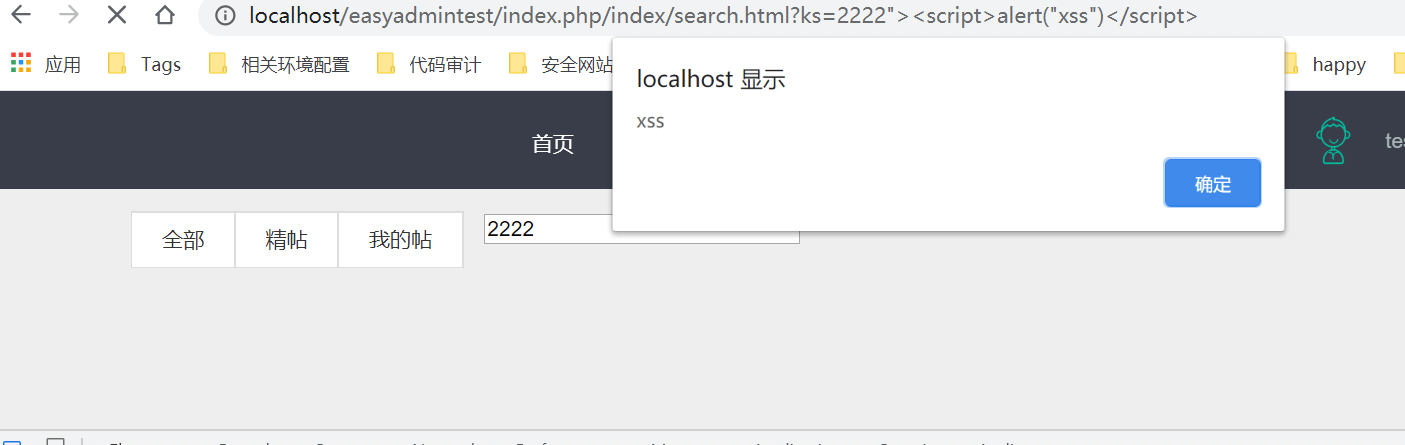 localhost/easyadmintest/index.php/index/search.html?ks=2222"><script>alert("xss")</script>
应用 Tags 相关环境配置 代码审计 安全网站 happy
localhost 显示
xss
确定
首页 tes
全部 精帖 我的帖 2222